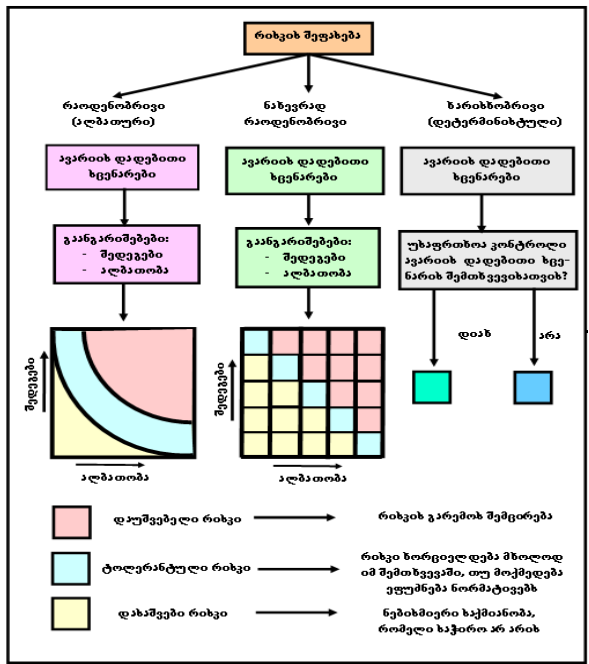 რისკის შეფასება
რაოდენობრივი
(ალბათური)
ნახევრად
რაოდენობრივი
ხარისხობრივი
(დეტერმინისტული)
ავარიის დადებითი
სცენარები
ავარიის დადებითი
სცენარები
ავარიის დადებითი
სცენარები
გაანგარიშებები:
- შედეგები
- ალბათობა
გაანგარიშებები:
- შედეგები
- ალბათობა
უსაფრთხოა კონტროლი
ავარიის დადებითი სცე-
ნარის შემთხვევისათვის?
დიახ
არა
შედეგები
ალბათობა
შედეგები
ალბათობა
დაუშვებელი რისკი
რისკის გარემოს შემცირება
ტოლერანტული რისკი
რისკი ხორციელდება მხოლოდ
იმ შემთხვევაში, თუ მოქმედება
ეფუძნება ნორმატივებს
დასაშვები რისკი
ნებისმიერი საქმიანობა,
რომელი საჭირო არ არის